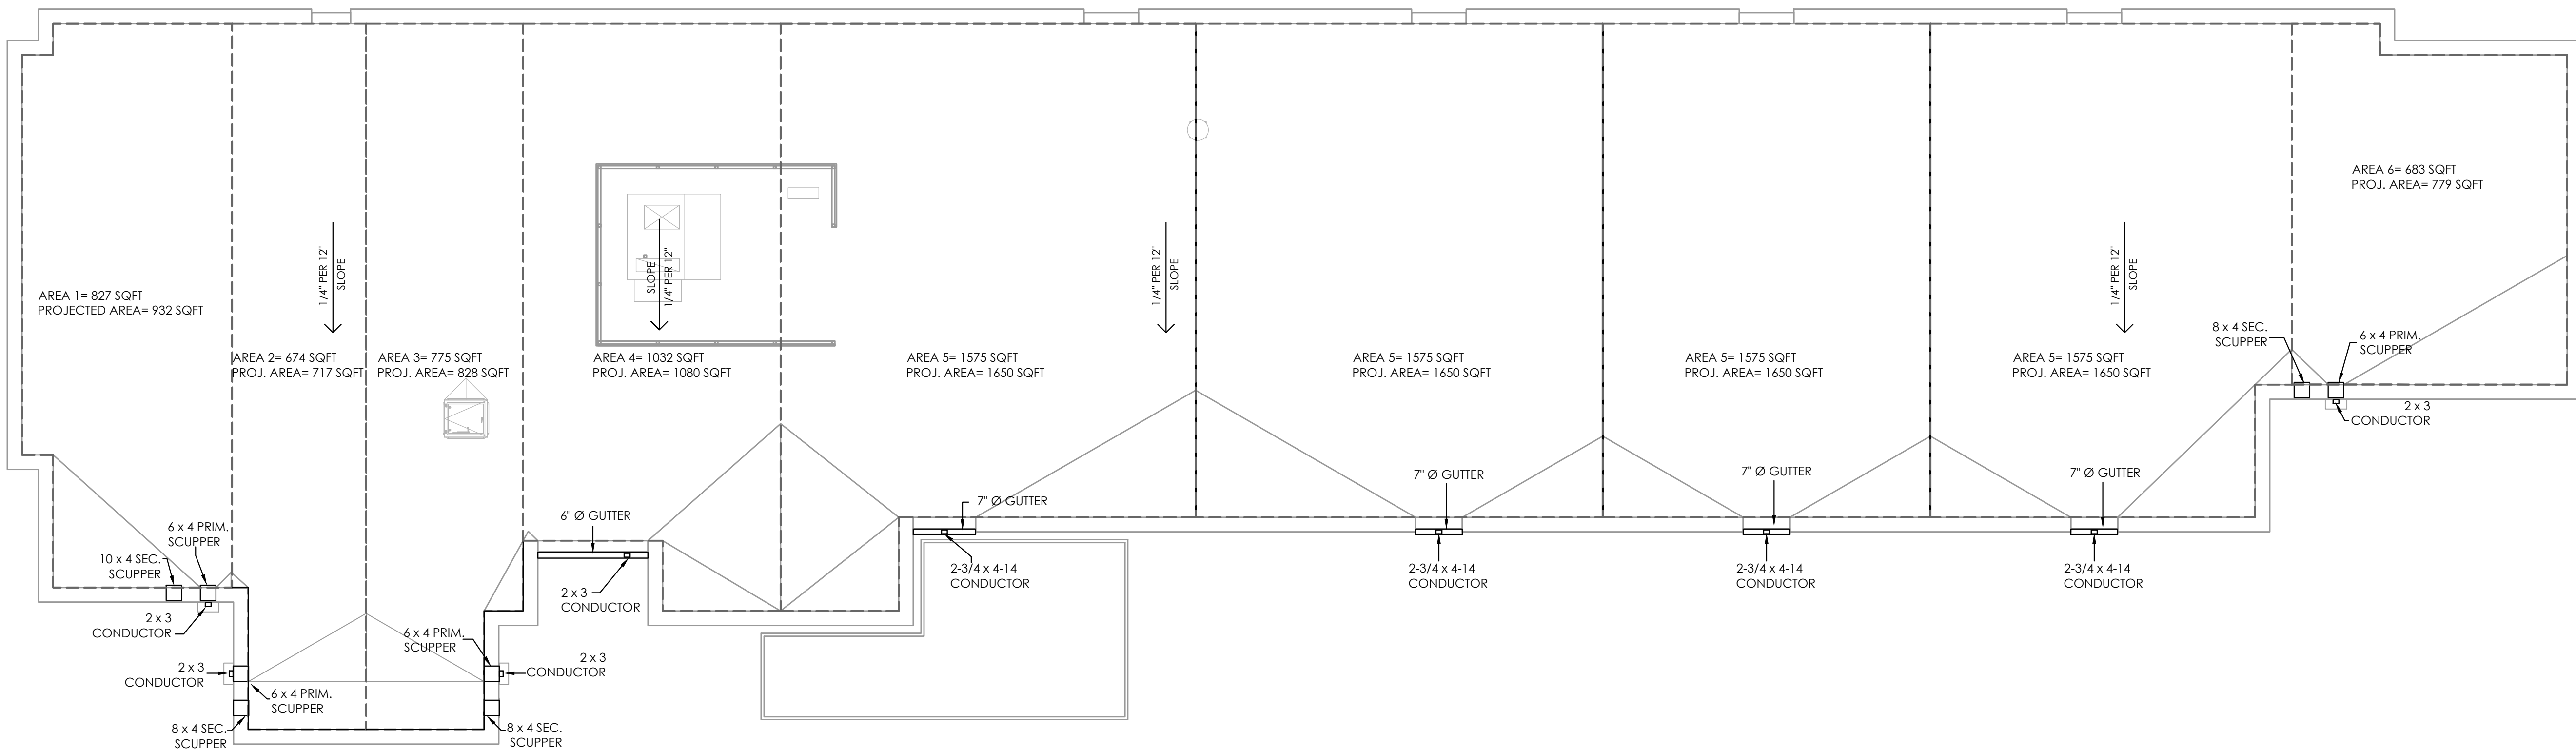 AREA 6= 683 SQFT
PROJ. AREA= 779 SQFT
1/4" PER 12"
SLOPE
SLOPE
1/4" PER 12"
1/4" PER 12"
SLOPE
1/4" PER 12"
SLOPE
AREA 1= 827 SQFT
PROJECTED AREA= 932 SQFT
8 x 4 SEC.
SCUPPER
6 x 4 PRIM.
SCUPPER
AREA 2= 674 SQFT
PROJ. AREA= 717 SQFT
AREA 3= 775 SQFT
PROJ. AREA= 828 SQFT
AREA 4= 1032 SQFT
PROJ. AREA= 1080 SQFT
AREA 5= 1575 SQFT
PROJ. AREA= 1650 SQFT
AREA 5= 1575 SQFT
PROJ. AREA= 1650 SQFT
AREA 5= 1575 SQFT
PROJ. AREA= 1650 SQFT
AREA 5= 1575 SQFT
PROJ. AREA= 1650 SQFT
2 x 3
CONDUCTOR
7" Ø GUTTER
7" Ø GUTTER
7" Ø GUTTER
7" Ø GUTTER
6" Ø GUTTER
6 x 4 PRIM.
SCUPPER
10 x 4 SEC.
SCUPPER
2 x 3
CONDUCTOR
2-3/4 x 4-14
CONDUCTOR
2-3/4 x 4-14
CONDUCTOR
2-3/4 x 4-14
CONDUCTOR
2-3/4 x 4-14
CONDUCTOR
2 x 3
CONDUCTOR
6 x 4 PRIM.
SCUPPER
2 x 3
CONDUCTOR
2 x 3
CONDUCTOR
6 x 4 PRIM.
SCUPPER
8 x 4 SEC.
SCUPPER
8 x 4 SEC.
SCUPPER